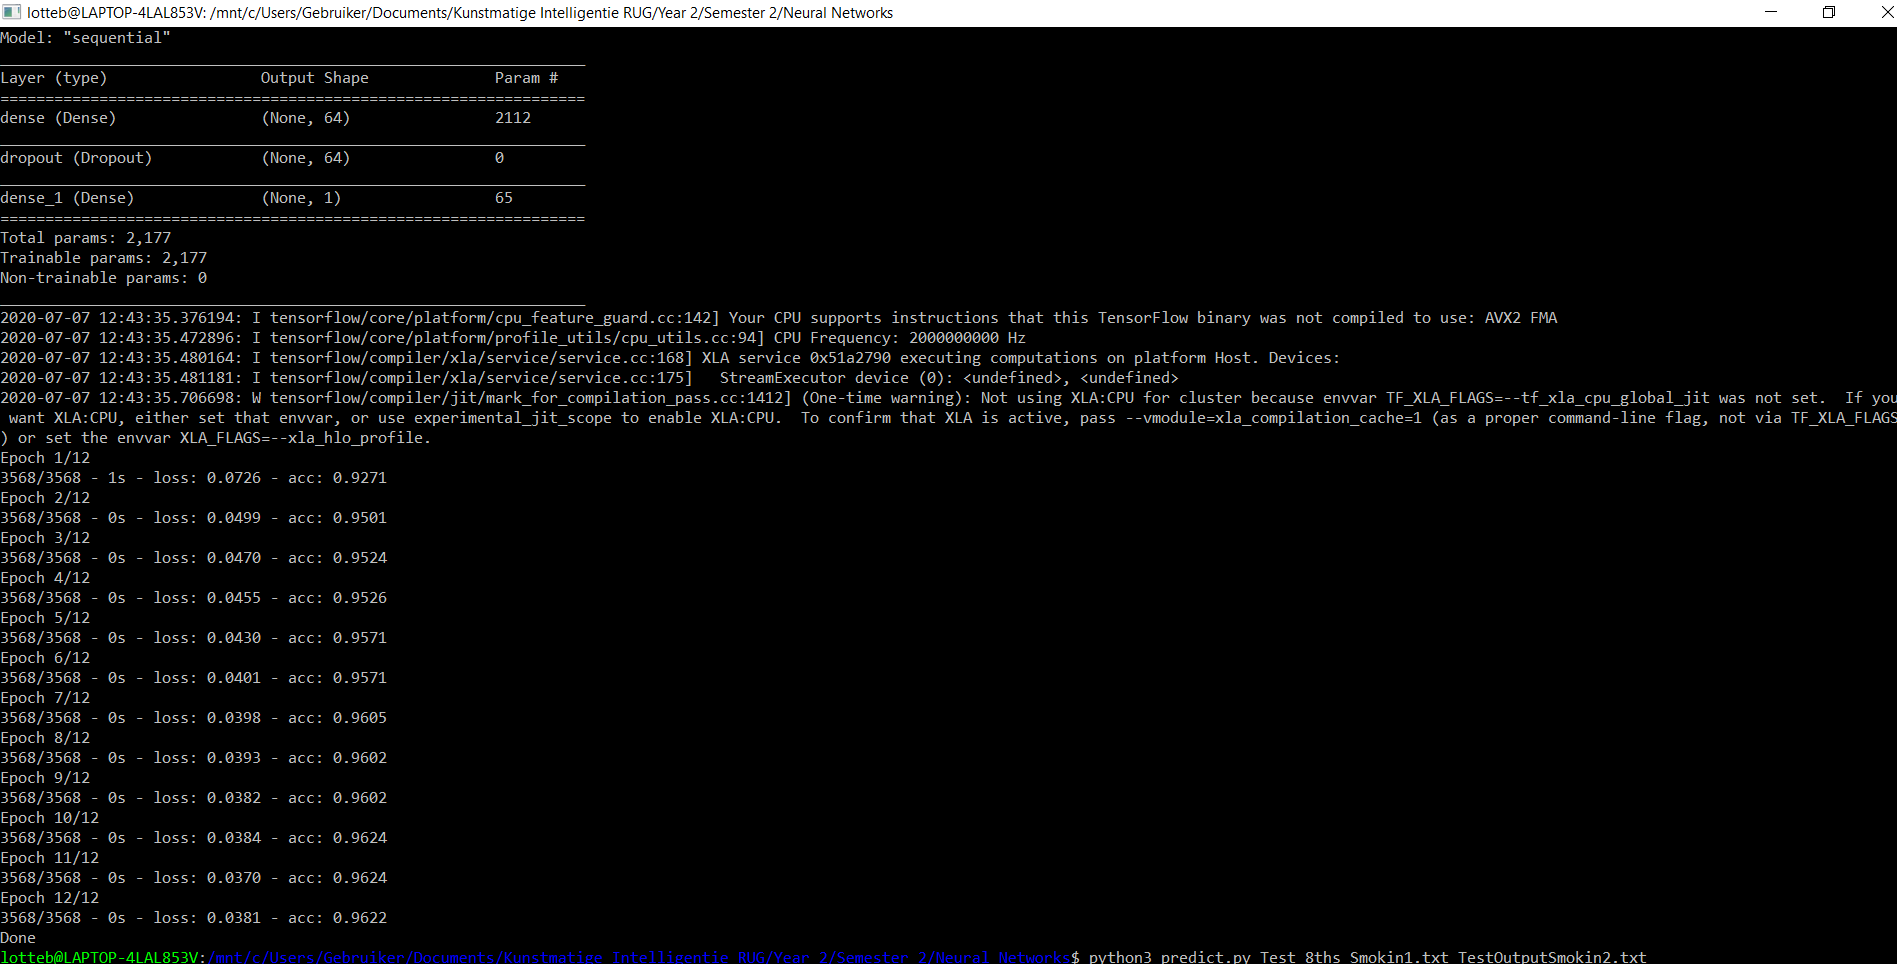 lotteb@LAPTOP-4LAL853V: /mnt/c/Users/Gebruiker/Documents/Kunstmatige Intelligentie RUG/Year 2/Semester 2/Neural Networks
Model: "sequential"
_________________________________________________________________
Layer (type)                 Output Shape              Param #
=================================================================
dense (Dense)                (None, 64)                2112
_________________________________________________________________
dropout (Dropout)            (None, 64)                0
_________________________________________________________________
dense_1 (Dense)              (None, 1)                 65
=================================================================
Total params: 2,177
Trainable params: 2,177
Non-trainable params: 0
_________________________________________________________________
2020-07-07 12:43:35.376194: I tensorflow/core/platform/cpu_feature_guard.cc:142] Your CPU supports instructions that this TensorFlow binary was not compiled to use: AVX2 FMA
2020-07-07 12:43:35.472896: I tensorflow/core/platform/profile_utils/cpu_utils.cc:94] CPU Frequency: 2000000000 Hz
2020-07-07 12:43:35.480164: I tensorflow/compiler/xla/service/service.cc:168] XLA service 0x51a2790 executing computations on platform Host. Devices:
2020-07-07 12:43:35.481181: I tensorflow/compiler/xla/service/service.cc:175]   StreamExecutor device (0): <undefined>, <undefined>
2020-07-07 12:43:35.706698: W tensorflow/compiler/jit/mark_for_compilation_pass.cc:1412] (One-time warning): Not using XLA:CPU for cluster because envvar TF_XLA_FLAGS=--tf_xla_cpu_global_jit was not set.  If you
 want XLA:CPU, either set that envvar, or use experimental_jit_scope to enable XLA:CPU.  To confirm that XLA is active, pass --vmodule=xla_compilation_cache=1 (as a proper command-line flag, not via TF_XLA_FLAGS
) or set the envvar XLA_FLAGS=--xla_hlo_profile.
Epoch 1/12
3568/3568 - 1s - loss: 0.0726 - acc: 0.9271
Epoch 2/12
3568/3568 - 0s - loss: 0.0499 - acc: 0.9501
Epoch 3/12
3568/3568 - 0s - loss: 0.0470 - acc: 0.9524
Epoch 4/12
3568/3568 - 0s - loss: 0.0455 - acc: 0.9526
Epoch 5/12
3568/3568 - 0s - loss: 0.0430 - acc: 0.9571
Epoch 6/12
3568/3568 - 0s - loss: 0.0401 - acc: 0.9571
Epoch 7/12
3568/3568 - 0s - loss: 0.0398 - acc: 0.9605
Epoch 8/12
3568/3568 - 0s - loss: 0.0393 - acc: 0.9602
Epoch 9/12
3568/3568 - 0s - loss: 0.0382 - acc: 0.9602
Epoch 10/12
3568/3568 - 0s - loss: 0.0384 - acc: 0.9624
Epoch 11/12
3568/3568 - 0s - loss: 0.0370 - acc: 0.9624
Epoch 12/12
3568/3568 - 0s - loss: 0.0381 - acc: 0.9622
Done
lotteb@LAPTOP-4LAL853V:/mnt/c/Users/Gebruiker/Documents/Kunstmatige Intelligentie RUG/Year 2/Semester 2/Neural Networks$ python3 predict.py Test_8ths_Smokin1.txt TestOutputSmokin2.txt